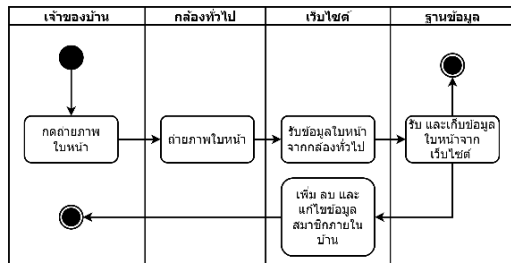 เจ้าของบ้าน
กล้องทั่วไป
เว็บไซต์
ฐานข้อมูล
กดถ่ายภาพ
ใบหน้า
ถ่ายภาพใบหน้า
รับข้อมูลใบหน้า
จากกล้องทั่วไป
รับ และเก็บข้อมูล
ใบหน้าจาก
เว็บไซต์
เพิ่ม ลบ และ
แก้ไขข้อมูล
สมาชิกภายใน
บ้าน